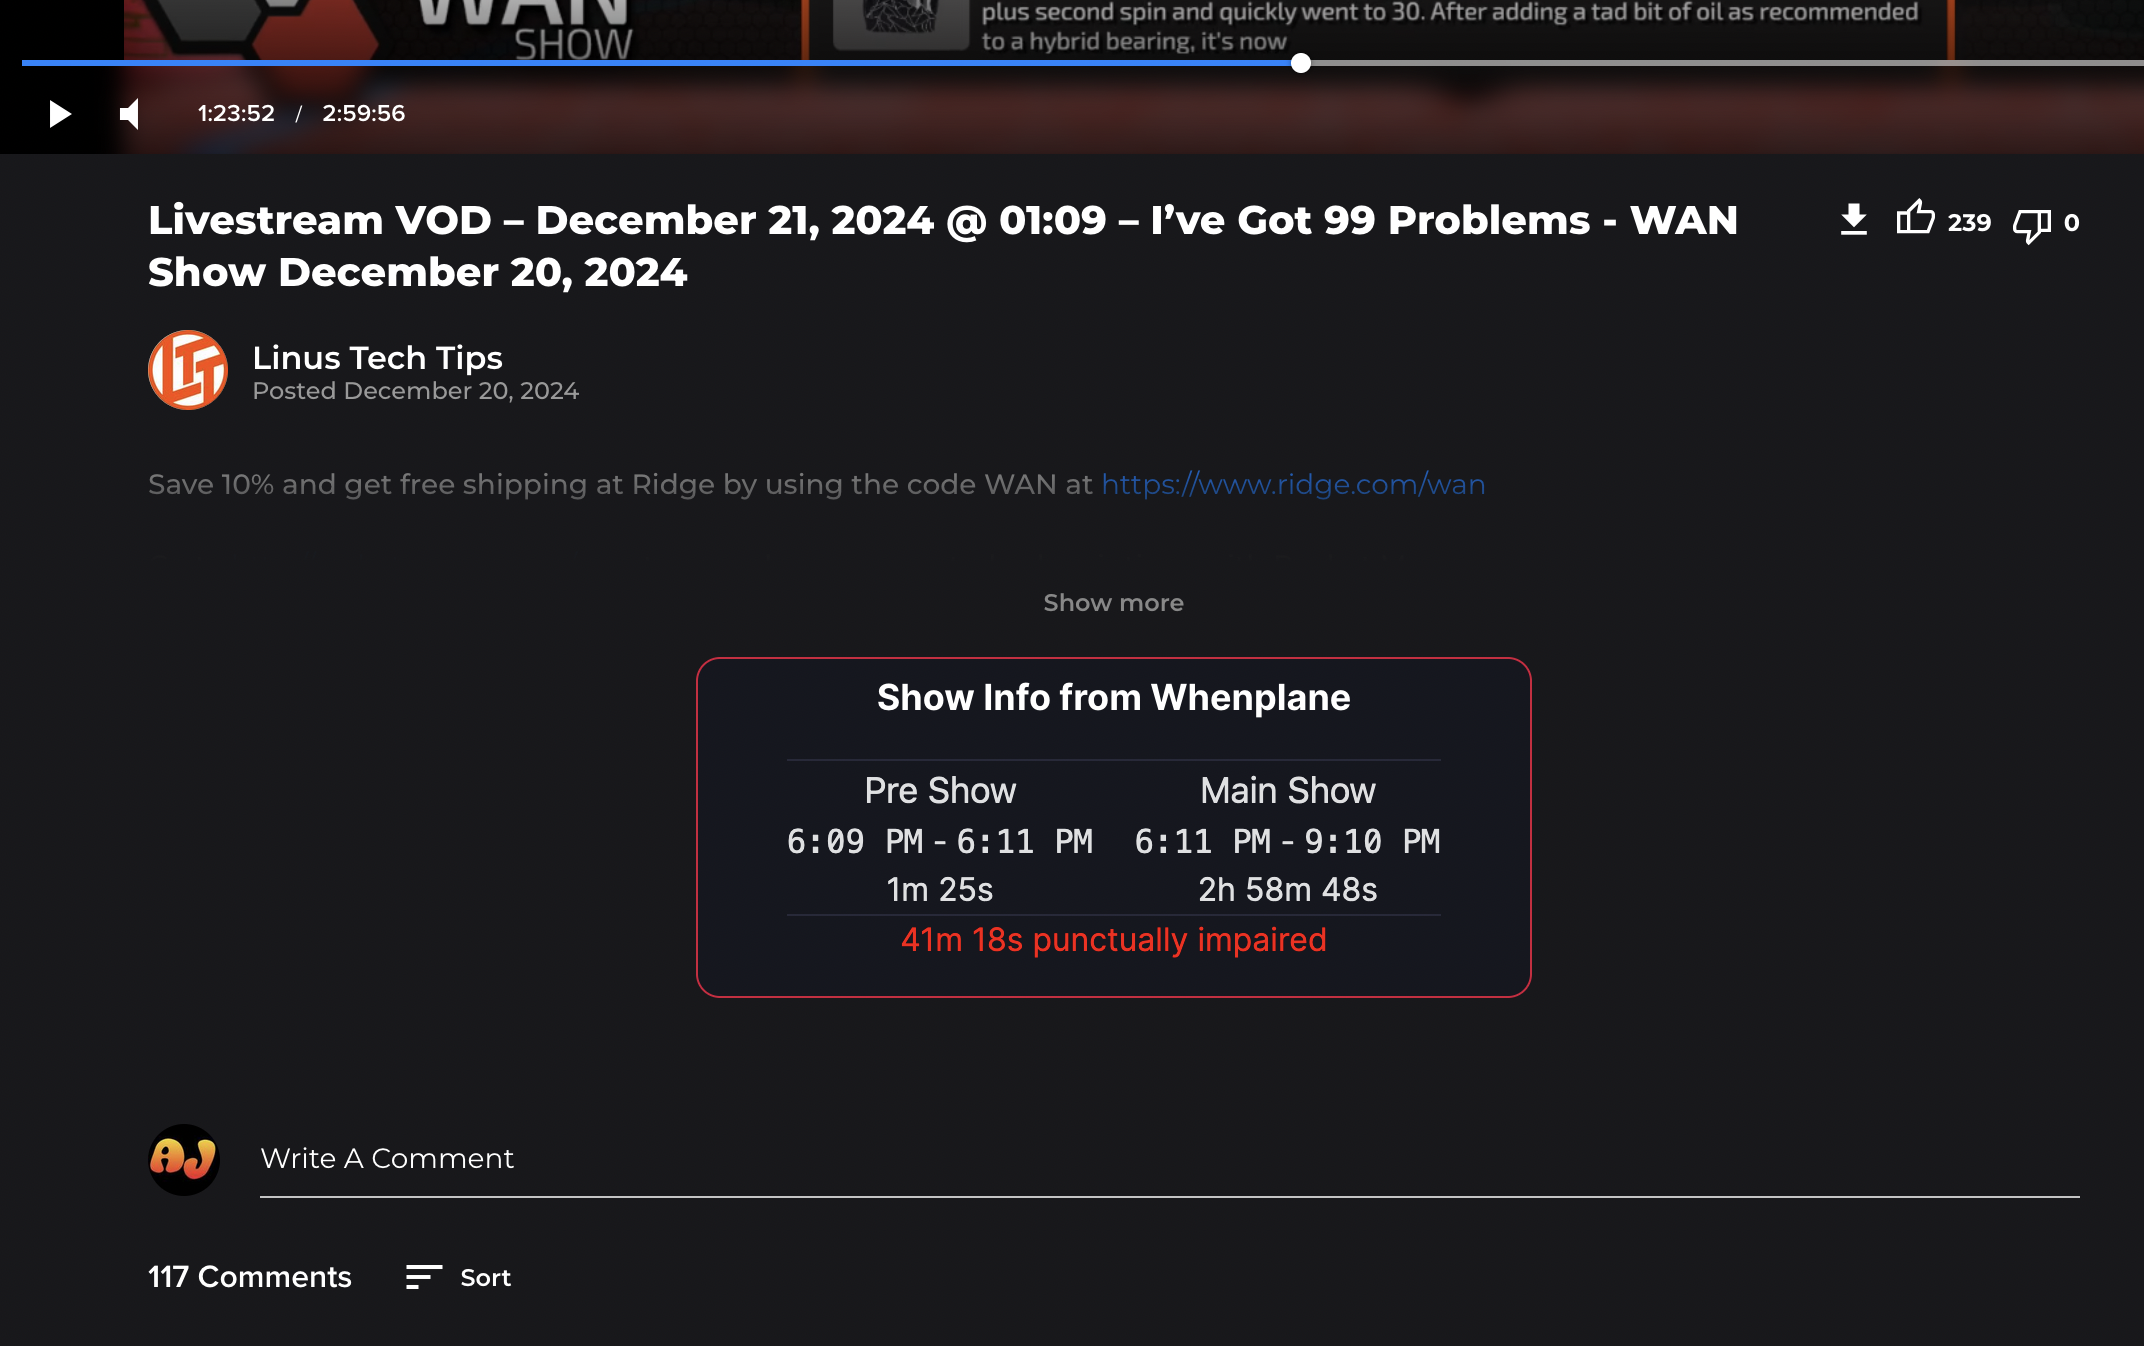 WAN
SHOW
plus second spin and quickly went to 30. After adding a tad bit of oil as recommended
to a hybrid bearing, it's now
1:23:52 / 2:59:56
Livestream VOD – December 21, 2024 @ 01:09 – I’ve Got 99 Problems - WAN
Show December 20, 2024
239
0
LTT
Linus Tech Tips
Posted December 20, 2024
Save 10% and get free shipping at Ridge by using the code WAN at https://www.ridge.com/wan
Show more
Show Info from Whenplane
Pre Show Main Show
6:09 PM - 6:11 PM 6:11 PM - 9:10 PM
1m 25s 2h 58m 48s
41m 18s punctually impaired
AJ
Write A Comment
117 Comments Sort